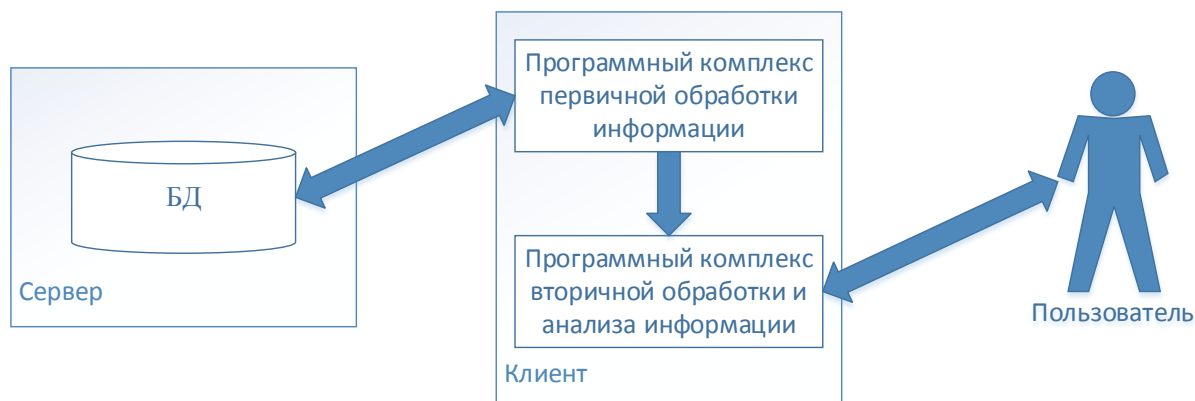 БД
Сервер
Программный комплекс
первичной обработки
информации
Программный комплекс
вторичной обработки и
анализа информации
Клиент
Пользователь